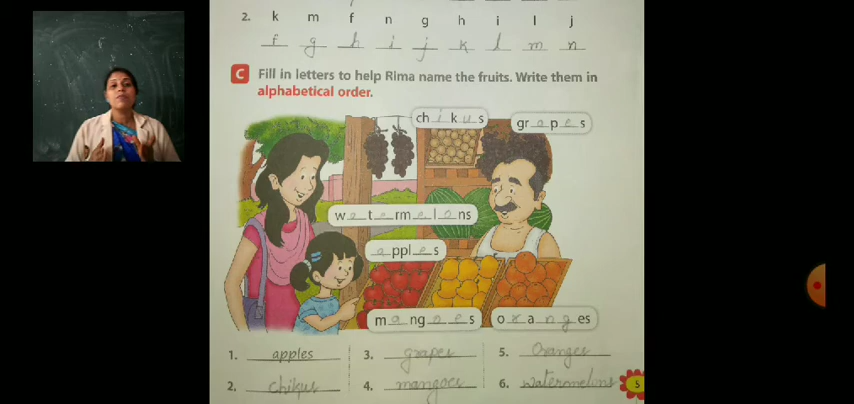 2. k m f n g h i l j
f g h i j k l m n
C Fill in letters to help Rima name the fruits. Write them in
alphabetical order.
chikus
grapes
watermelons
apples
mangoes
oranges
1. apples 3. grapes 5. Oranges
2. chikus 4. mangoes 6. watermelons
5